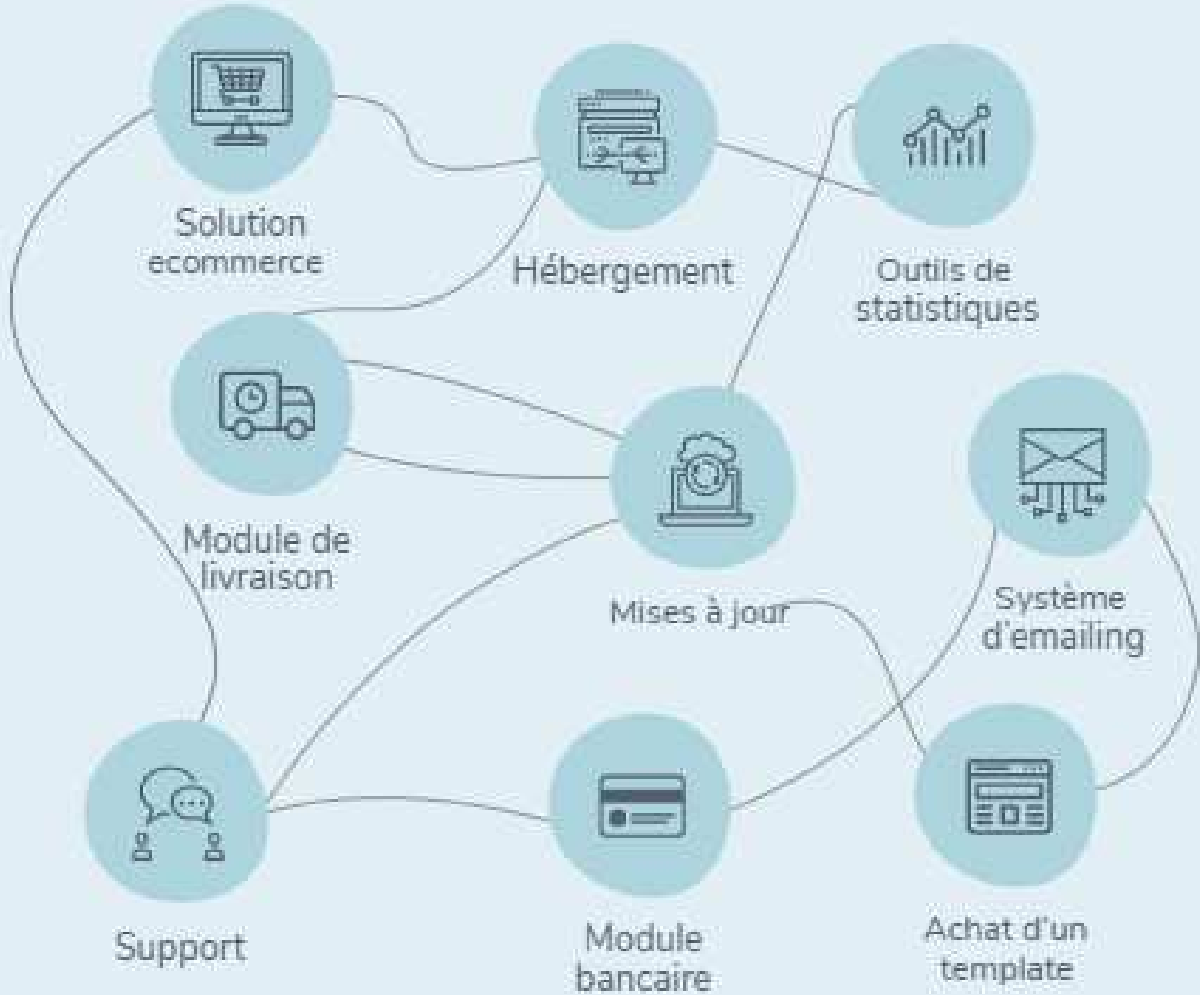 Solution
ecommerce
Hébergement
Outils de
statistiques
Module de
livraison
Mises à jour
Système
d'emailing
Support
Module
bancaire
Achat d'un
template